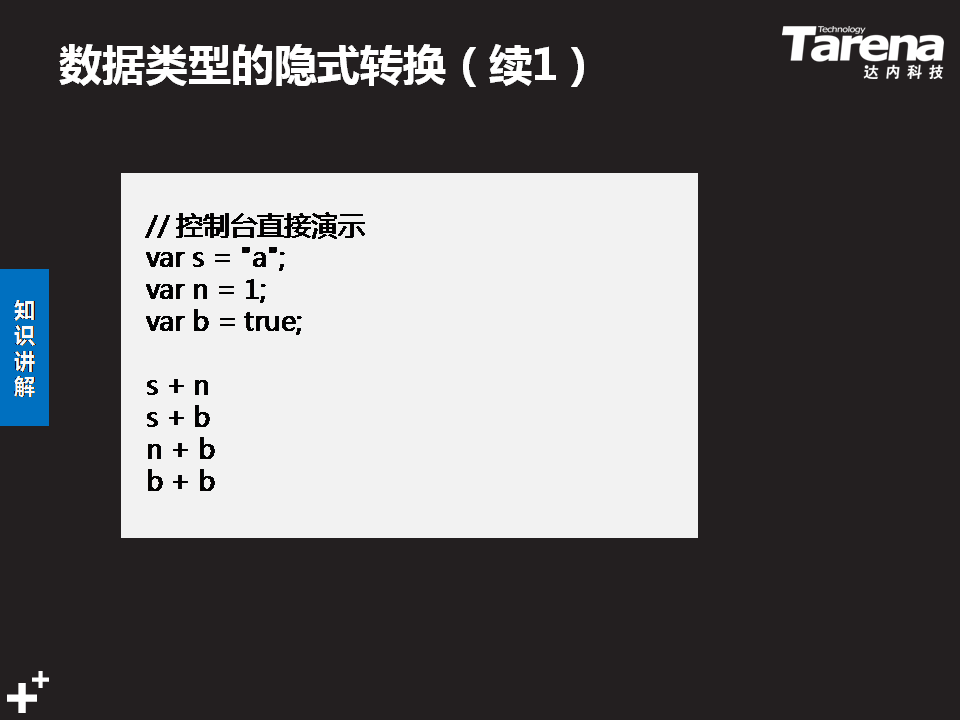 数据类型的隐式转换（续1）
Technology
Tarena
达内科技
// 控制台直接演示
var s = "a";
var n = 1;
var b = true;
s + n
s + b
n + b
b + b
知识讲解